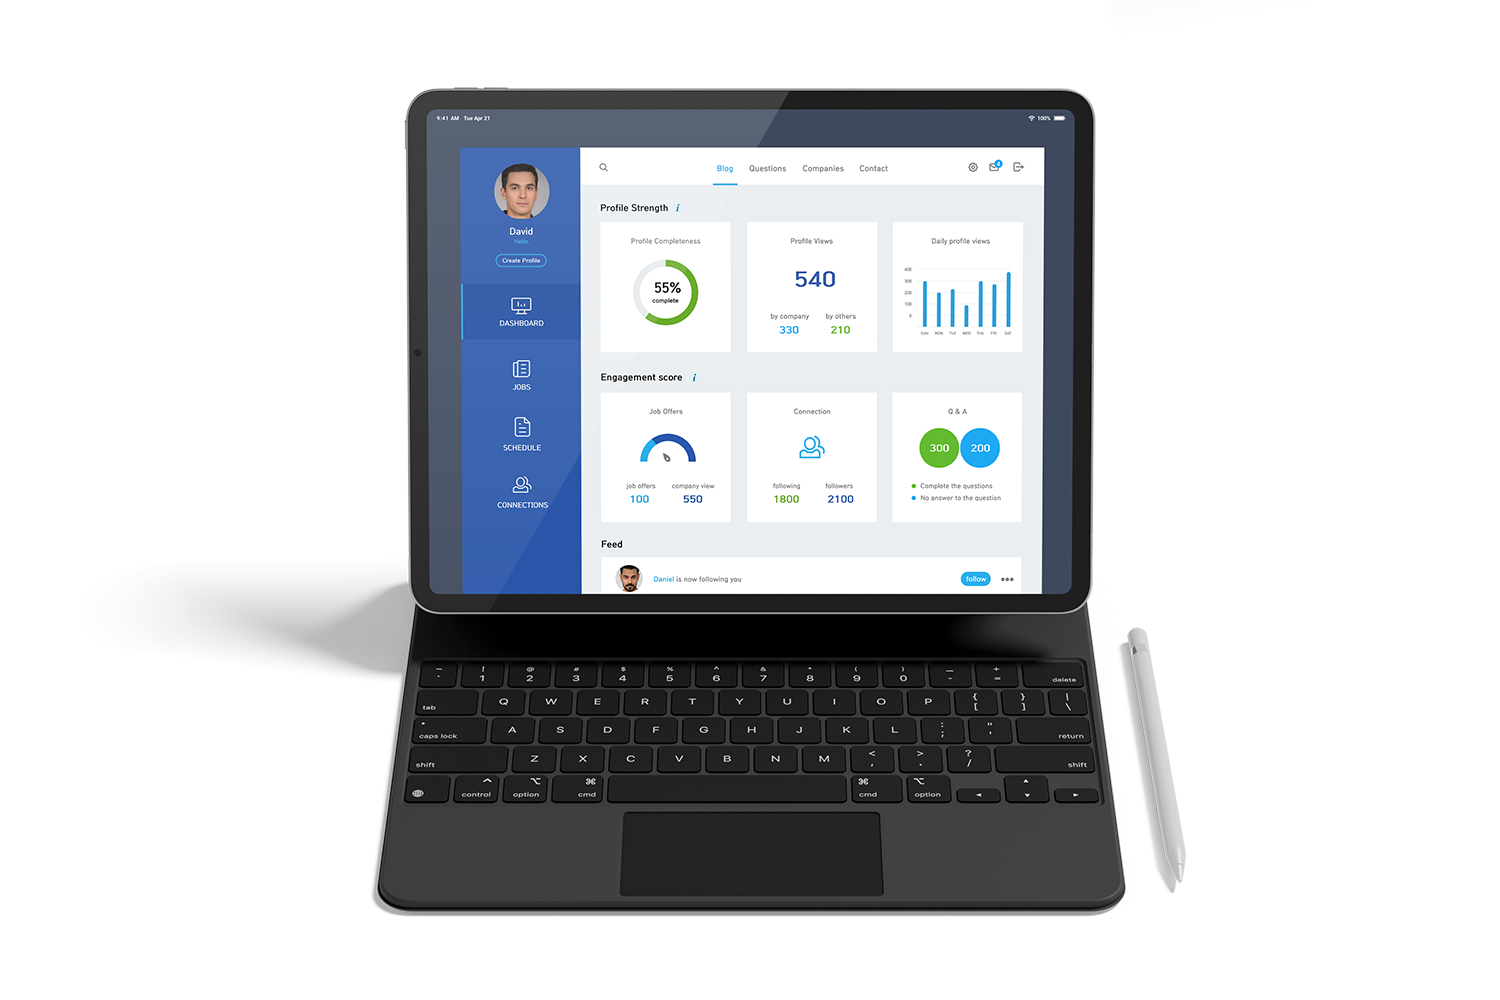 9:41 AM Tue Apr 21
100%
David
Hello.
Create Profile
DASHBOARD
JOBS
SCHEDULE
CONNECTIONS
Blog Questions Companies Contact
4
Profile Strength i
Profile Completeness
55%
complete
Profile Views
540
by company by others
330 210
Daily profile views
400
300
200
100
0
SUN MON TUE WED THU FRI SAT
Engagement score i
Job Offers
job offers company view
100 550
Connection
following followers
1800 2100
Q & A
300 200
Complete the questions
No answer to the question
Feed
Daniel is now following you
follow
~ ! @ # $ % ^ & * ( ) — +
` 1 2 3 4 5 6 7 8 9 0 - = delete
tab Q W E R T Y U I O P { [ } ] | \
caps lock A S D F G H J K L : ; " ' return
shift Z X C V B N M < , > . ? / shift
control option cmd cmd option